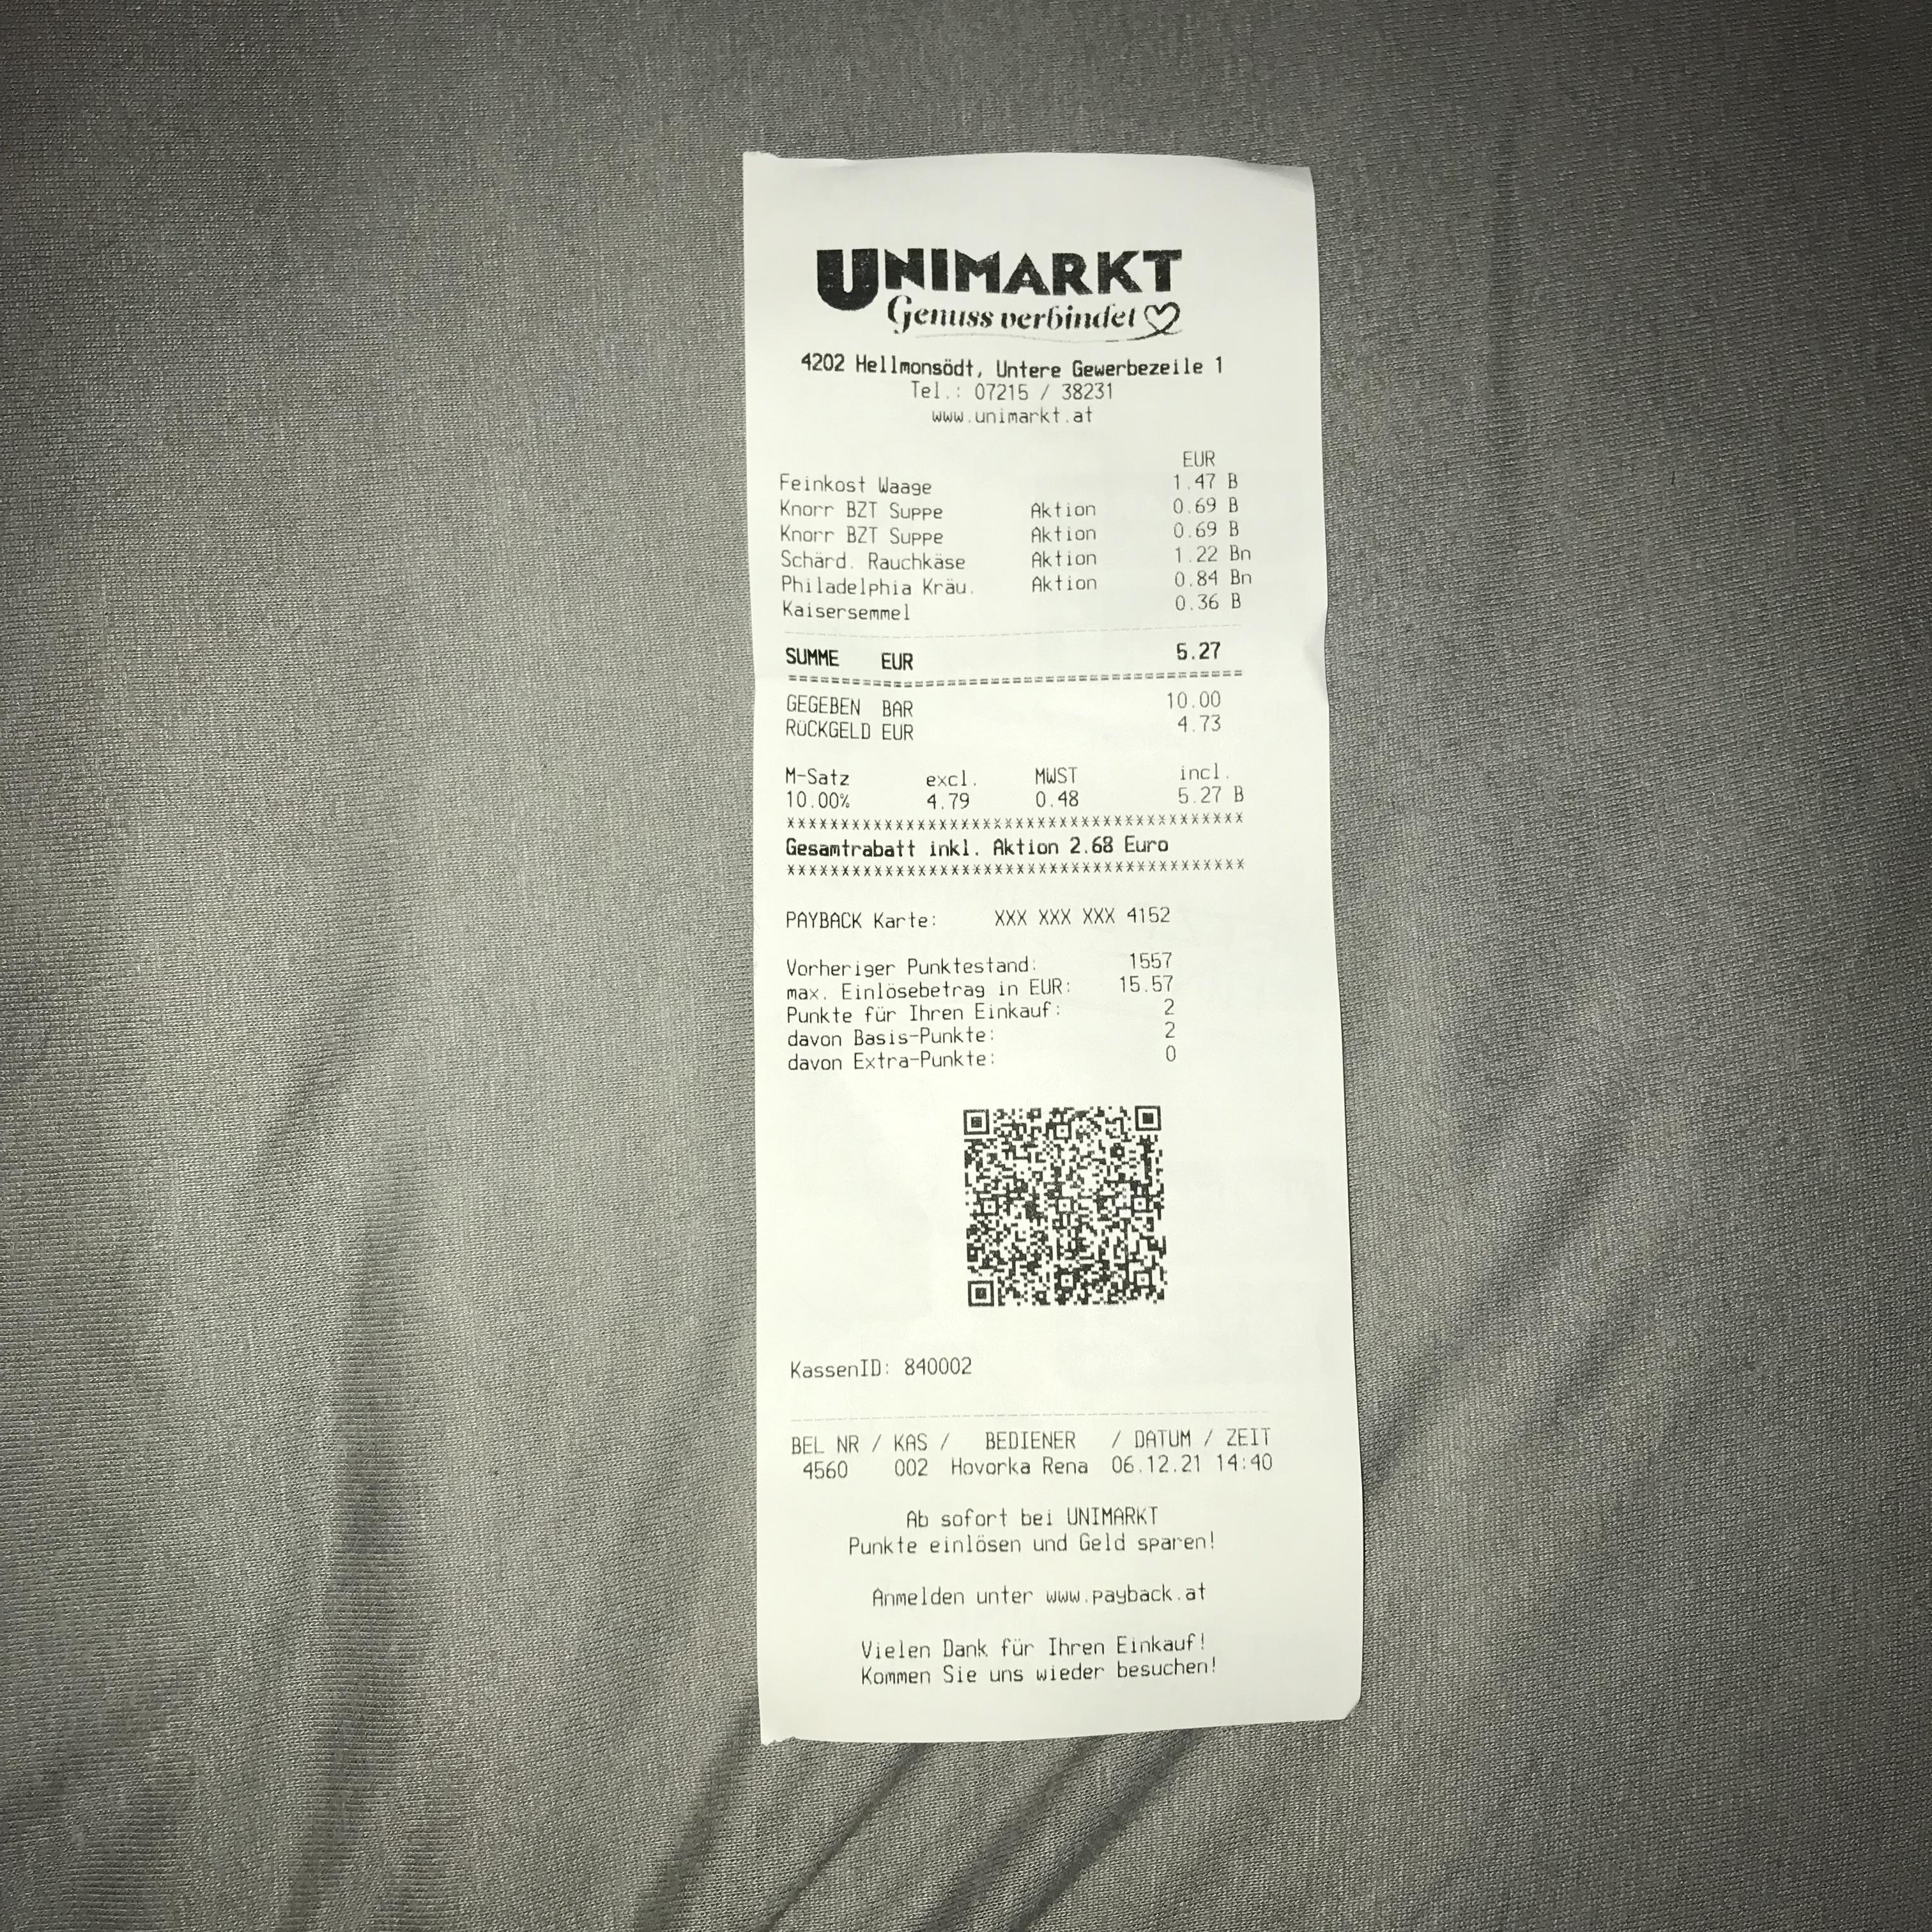 UNIMARKT
Genuss verbindet
4202 Hellmonsödt, Untere Gewerbezeile 1
Tel.: 07215 / 38231
www.unimarkt.at
EUR
Feinkost Waage 1.47 B
Knorr BZT Suppe Aktion 0.69 B
Knorr BZT Suppe Aktion 0.69 B
Schärd. Rauchkäse Aktion 1.22 Bn
Philadelphia Kräu. Aktion 0.84 Bn
Kaisersemmel 0.36 B
SUMME EUR 5.27
==========================================
GEGEBEN BAR 10.00
RÜCKGELD EUR 4.73
M-Satz excl. MWST incl.
10.00% 4.79 0.48 5.27 B
xxxxxxxxxxxxxxxxxxxxxxxxxxxxxxxxxxxxxxxxxx
Gesamtrabatt inkl. Aktion 2.68 Euro
xxxxxxxxxxxxxxxxxxxxxxxxxxxxxxxxxxxxxxxxxx
PAYBACK Karte: XXX XXX XXX 4152
Vorheriger Punktestand: 1557
max. Einlösebetrag in EUR: 15.57
Punkte für Ihren Einkauf: 2
davon Basis-Punkte: 2
davon Extra-Punkte: 0
KassenID: 840002
BEL NR / KAS / BEDIENER / DATUM / ZEIT
4560 002 Hovorka Rena 06.12.21 14:40
Ab sofort bei UNIMARKT
Punkte einlösen und Geld sparen!
Anmelden unter www.payback.at
Vielen Dank für Ihren Einkauf!
Kommen Sie uns wieder besuchen!